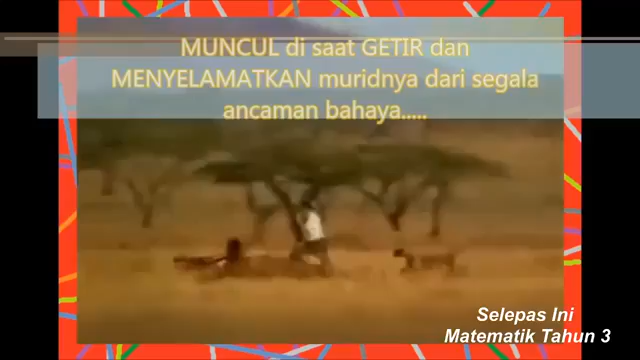 MUNCUL di saat GETIR dan
MENYELAMATKAN muridnya dari segala
ancaman bahaya.....
Selepas Ini
Matematik Tahun 3